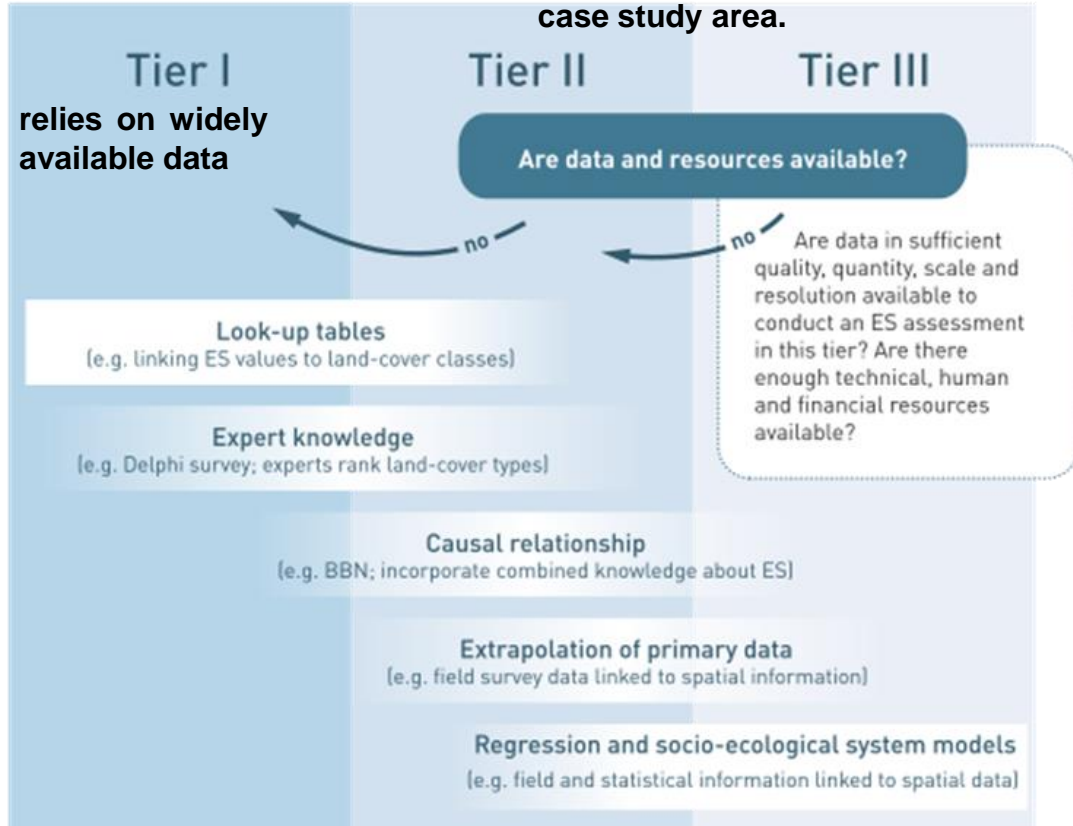 case study area.
Tier I
Tier II
Tier III
relies on widely
available data
Are data and resources available?
no
no
Are data in sufficient
quality, quantity, scale and
resolution available to
conduct an ES assessment
in this tier? Are there
enough technical, human
and financial resources
available?
Look-up tables
(e.g. linking ES values to land-cover classes)
Expert knowledge
(e.g. Delphi survey; experts rank land-cover types)
Causal relationship
(e.g. BBN; incorporate combined knowledge about ES)
Extrapolation of primary data
(e.g. field survey data linked to spatial information)
Regression and socio-ecological system models
(e.g. field and statistical information linked to spatial data)